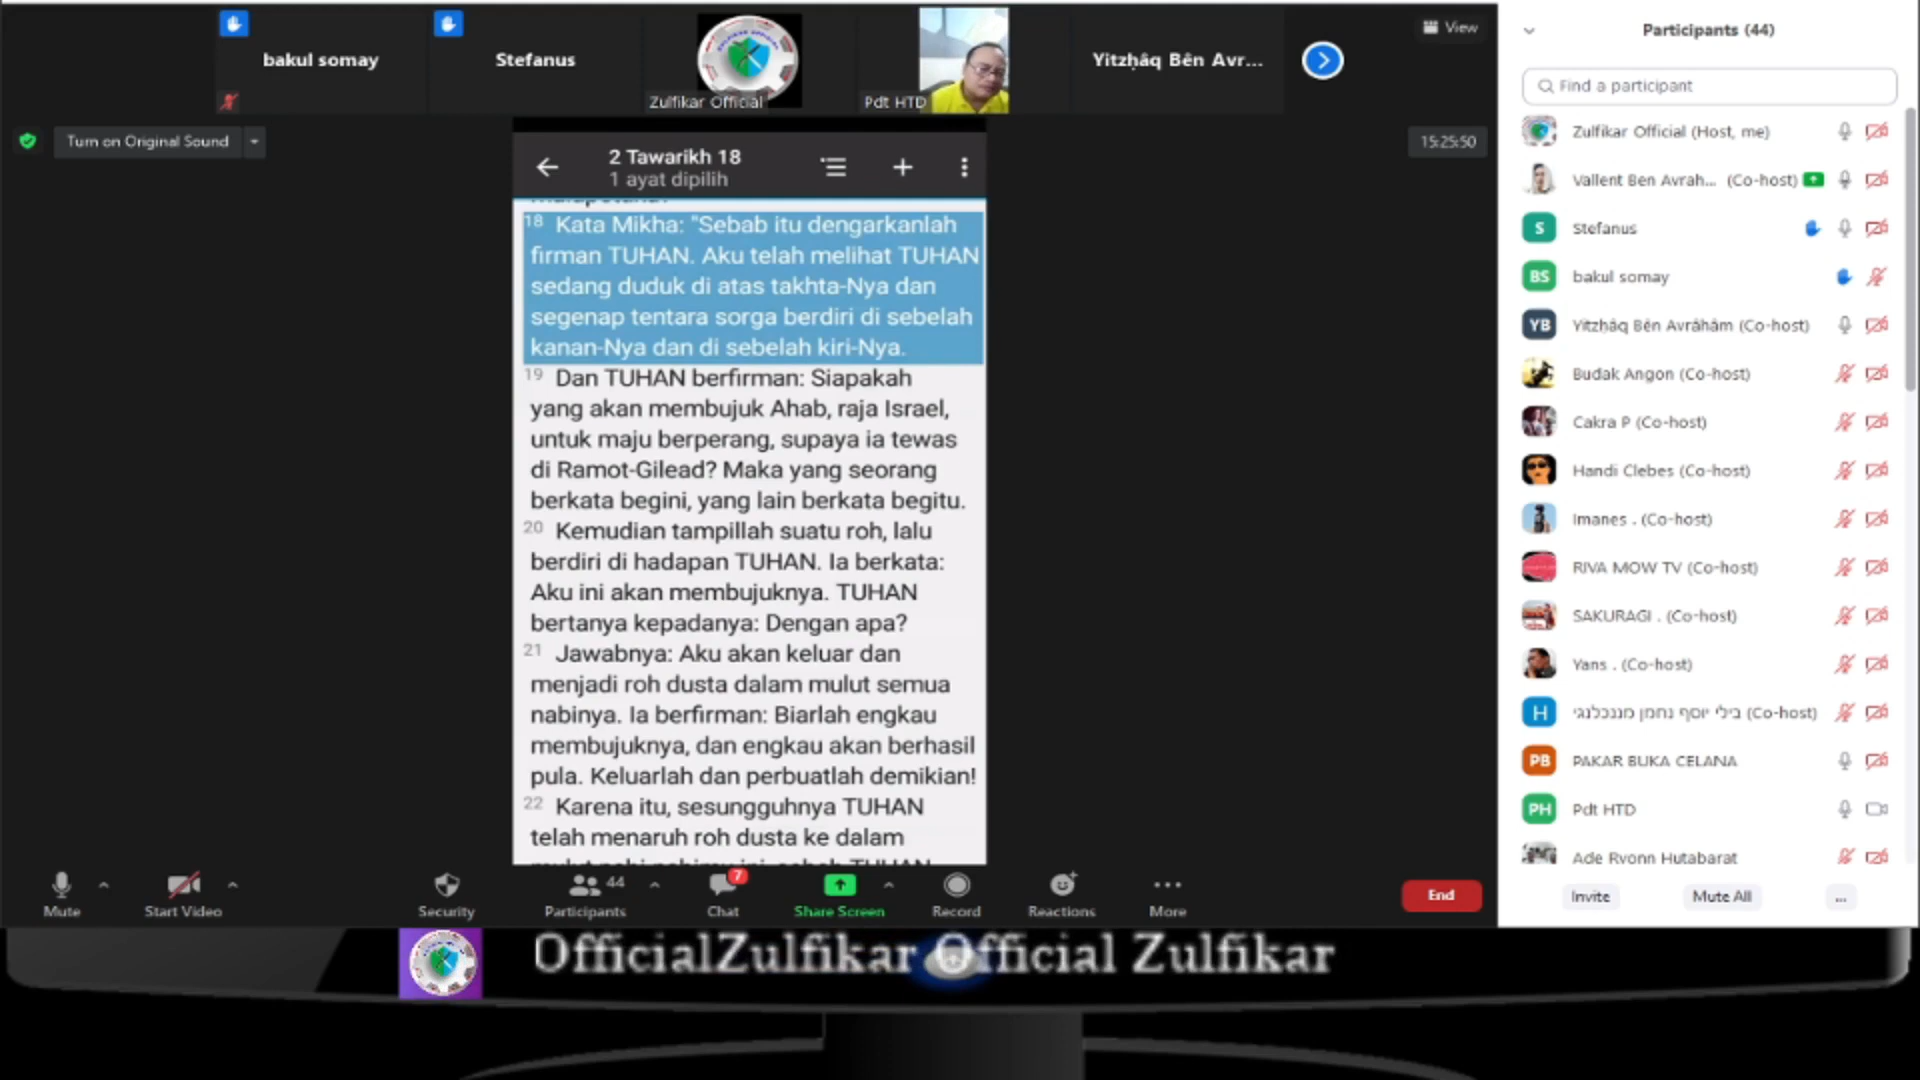 bakul somay
Stefanus
Zulfikar Official
Pdt HTD
Yitzḥâq Bên Avr...
View
Turn on Original Sound
15:25:50
2 Tawarikh 18
1 ayat dipilih
18 Kata Mikha: "Sebab itu dengarkanlah
firman TUHAN. Aku telah melihat TUHAN
sedang duduk di atas takhta-Nya dan
segenap tentara sorga berdiri di sebelah
kanan-Nya dan di sebelah kiri-Nya.
19 Dan TUHAN berfirman: Siapakah
yang akan membujuk Ahab, raja Israel,
untuk maju berperang, supaya ia tewas
di Ramot-Gilead? Maka yang seorang
berkata begini, yang lain berkata begitu.
20 Kemudian tampillah suatu roh, lalu
berdiri di hadapan TUHAN. Ia berkata:
Aku ini akan membujuknya. TUHAN
bertanya kepadanya: Dengan apa?
21 Jawabnya: Aku akan keluar dan
menjadi roh dusta dalam mulut semua
nabinya. Ia berfirman: Biarlah engkau
membujuknya, dan engkau akan berhasil
pula. Keluarlah dan perbuatlah demikian!
22 Karena itu, sesungguhnya TUHAN
telah menaruh roh dusta ke dalam
Participants (44)
Find a participant
Zulfikar Official (Host, me)
Vallent Ben Avrah... (Co-host)
S Stefanus
BS bakul somay
YB Yitzḥâq Bên Avrâhâm (Co-host)
Budak Angon (Co-host)
Cakra P (Co-host)
Handi Clebes (Co-host)
Imanes . (Co-host)
RIVA MOW TV (Co-host)
SAKURAGI . (Co-host)
Yans . (Co-host)
H בילי יוסף נחמן מננכלנגי (Co-host)
PB PAKAR BUKA CELANA
PH Pdt HTD
Ade Rvonn Hutabarat
Invite
Mute All
...
Mute
Start Video
Security
44
Participants
7
Chat
Share Screen
Record
Reactions
More
End
OfficialZulfikar Official Zulfikar